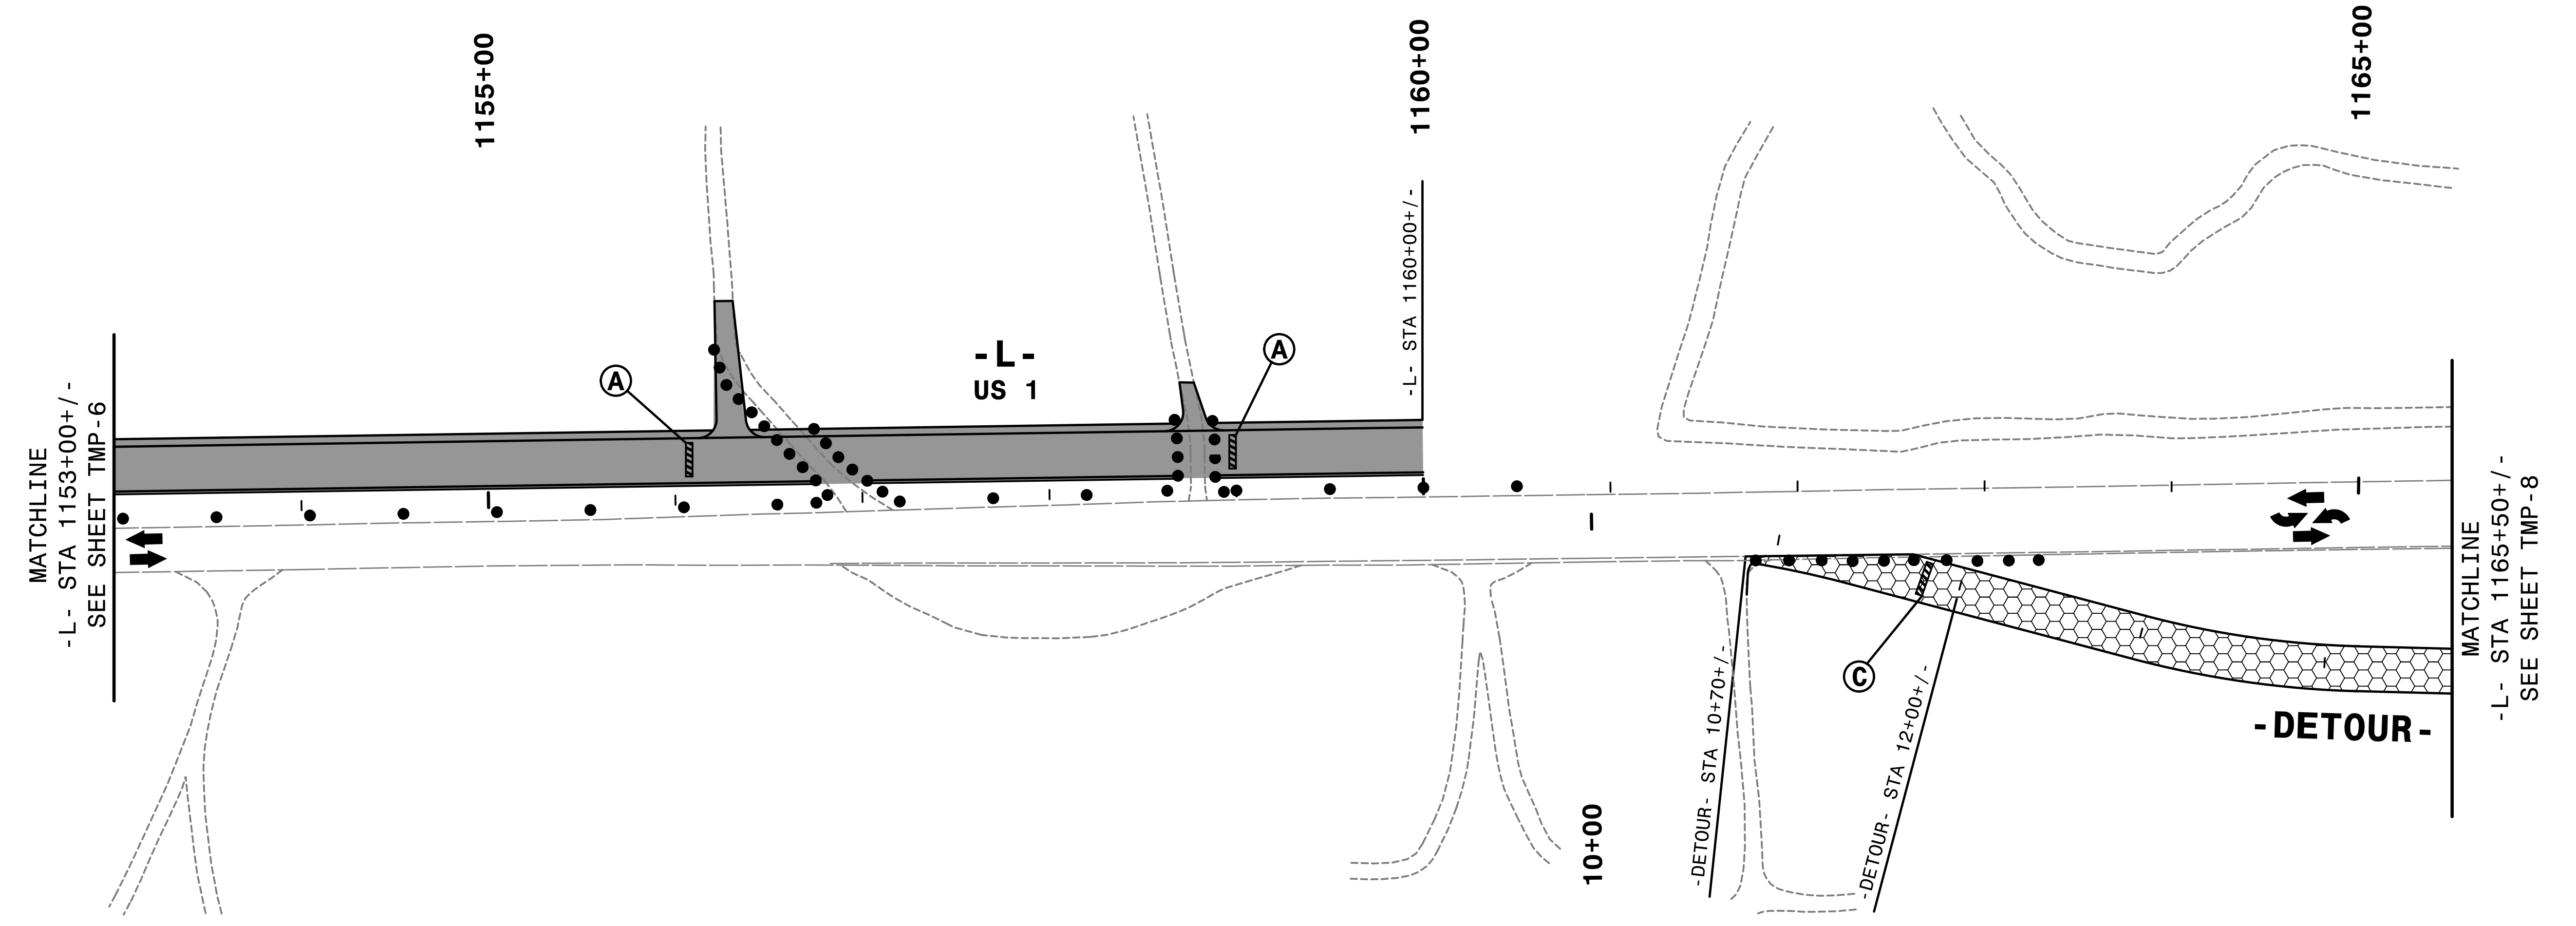 1155+00
1160+00
1165+00
-L- STA 1160+00+/-
-L-
US 1
A
A
MATCHLINE
-L- STA 1153+00+/-
SEE SHEET TMP-6
MATCHLINE
-L- STA 1165+50+/-
SEE SHEET TMP-8
C
-DETOUR- STA 10+70+/-
-DETOUR- STA 12+00+/-
-DETOUR-
10+00